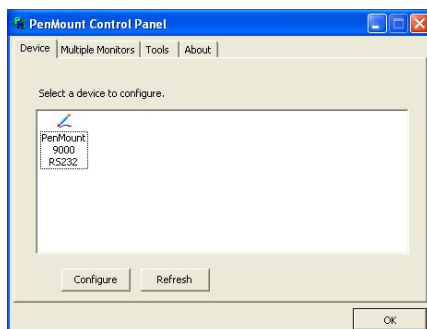 PenMount Control Panel
Device Multiple Monitors Tools About
Select a device to configure.
PenMount
9000
RS232
Configure Refresh
OK